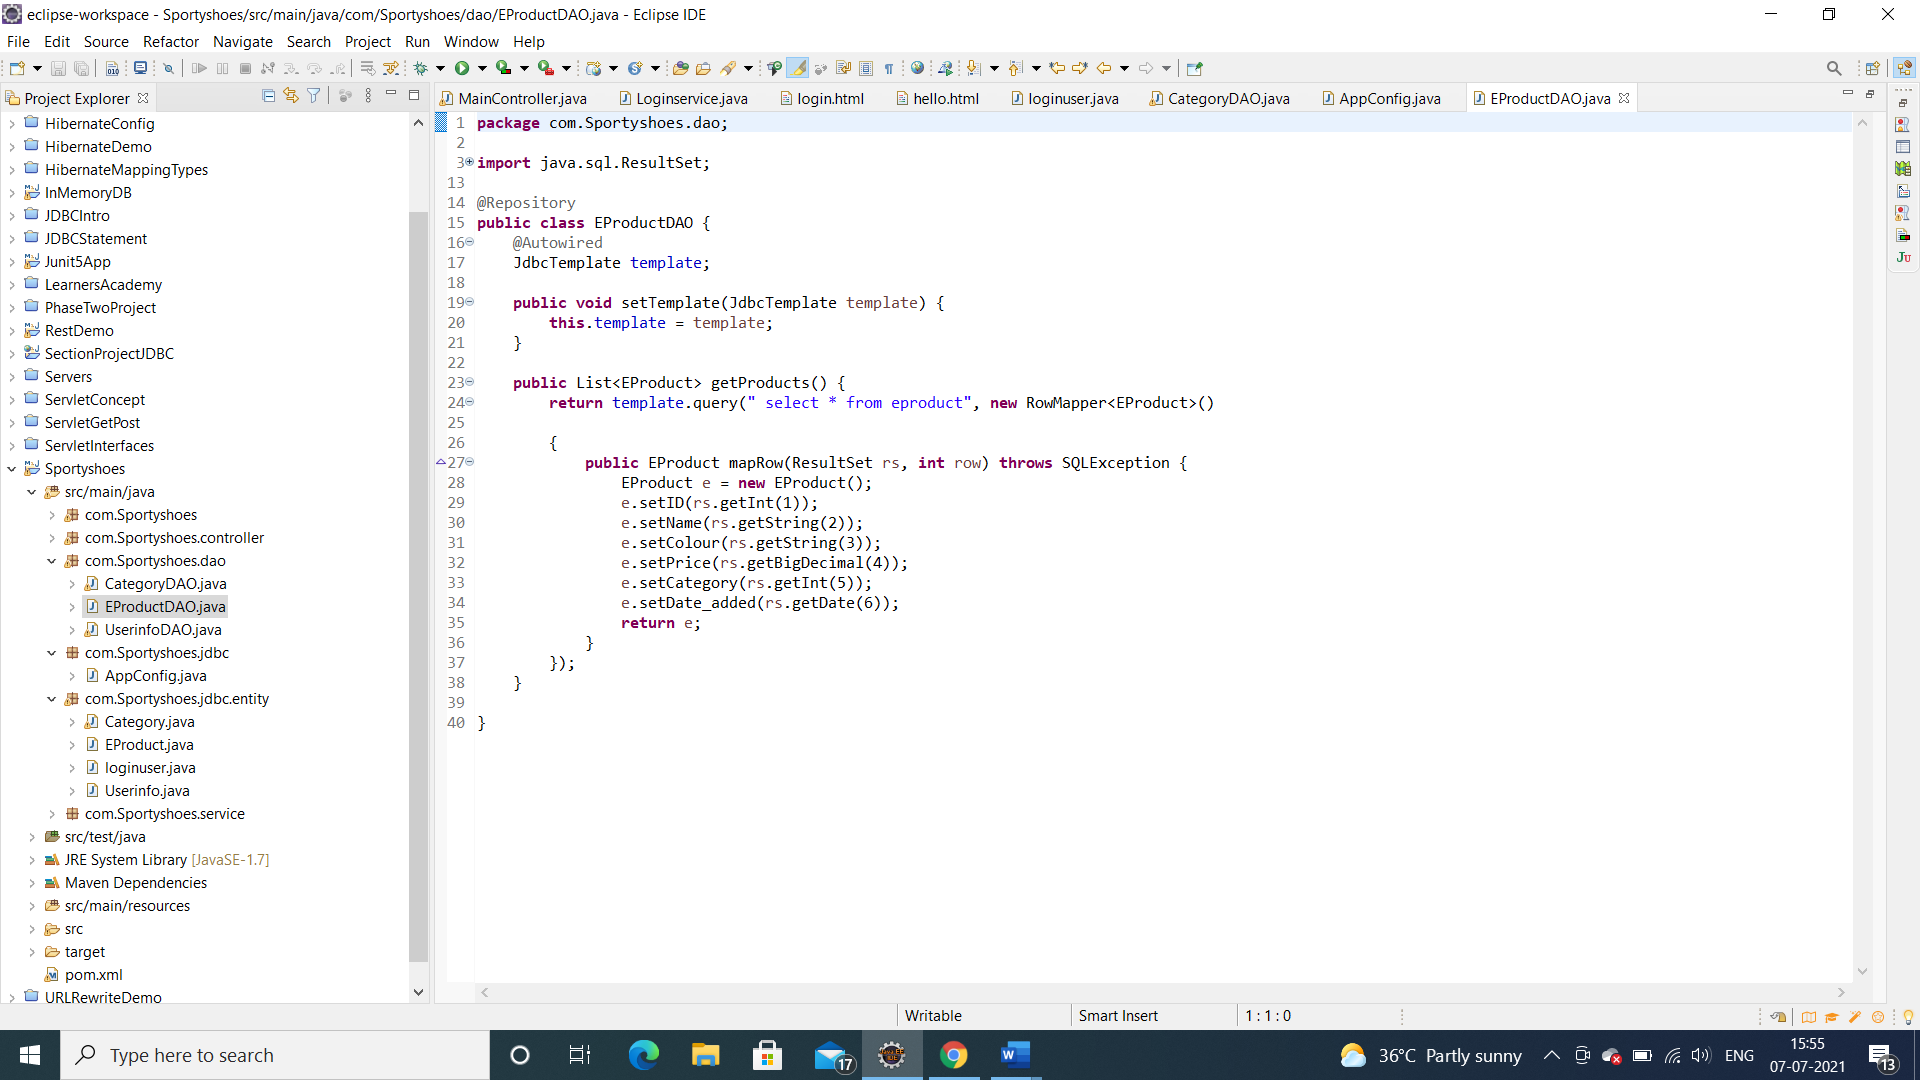 eclipse-workspace - Sportyshoes/src/main/java/com/Sportyshoes/dao/EProductDAO.java - Eclipse IDE
File Edit Source Refactor Navigate Search Project Run Window Help
Project Explorer
HibernateConfig
HibernateDemo
HibernateMappingTypes
InMemoryDB
JDBCIntro
JDBCStatement
Junit5App
LearnersAcademy
PhaseTwoProject
RestDemo
SectionProjectJDBC
Servers
ServletConcept
ServletGetPost
ServletInterfaces
Sportyshoes
src/main/java
com.Sportyshoes
com.Sportyshoes.controller
com.Sportyshoes.dao
CategoryDAO.java
EProductDAO.java
UserinfoDAO.java
com.Sportyshoes.jdbc
AppConfig.java
com.Sportyshoes.jdbc.entity
Category.java
EProduct.java
loginuser.java
Userinfo.java
com.Sportyshoes.service
src/test/java
JRE System Library [JavaSE-1.7]
Maven Dependencies
src/main/resources
src
target
pom.xml
URLRewriteDemo
MainController.java Loginservice.java login.html hello.html loginuser.java CategoryDAO.java AppConfig.java EProductDAO.java
1 package com.Sportyshoes.dao;
2
3 import java.sql.ResultSet;
13
14 @Repository
15 public class EProductDAO {
16 @Autowired
17 JdbcTemplate template;
18
19 public void setTemplate(JdbcTemplate template) {
20 this.template = template;
21 }
22
23 public List<EProduct> getProducts() {
24 return template.query(" select * from eproduct", new RowMapper<EProduct>()
25
26 {
27 public EProduct mapRow(ResultSet rs, int row) throws SQLException {
28 EProduct e = new EProduct();
29 e.setID(rs.getInt(1));
30 e.setName(rs.getString(2));
31 e.setColour(rs.getString(3));
32 e.setPrice(rs.getBigDecimal(4));
33 e.setCategory(rs.getInt(5));
34 e.setDate_added(rs.getDate(6));
35 return e;
36 }
37 });
38 }
39
40 }
Writable Smart Insert 1 : 1 : 0
Type here to search
17
36°C Partly sunny
ENG
15:55
07-07-2021
13